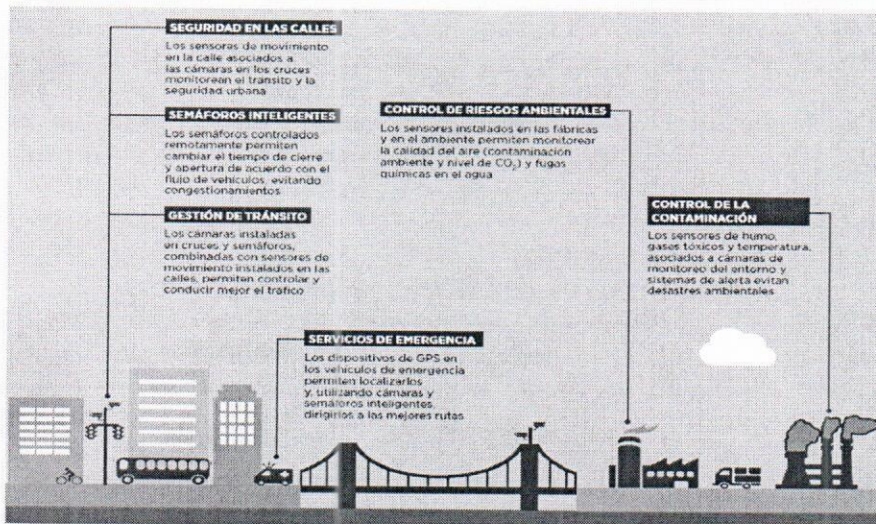 SEGURIDAD EN LAS CALLES
Los sensores de movimiento
en la calle asociados a
las cámaras en los cruces
monitorean el tránsito y la
seguridad urbana
SEMÁFOROS INTELIGENTES
Los semáforos controlados
remotamente permiten
cambiar el tiempo de cierre
y apertura de acuerdo con el
flujo de vehículos, evitando
congestionamientos
GESTIÓN DE TRÁNSITO
Los cámaras instaladas
en cruces y semáforos,
combinadas con sensores de
movimiento instalados en las
calles, permiten controlar y
conducir mejor el tráfico
SERVICIOS DE EMERGENCIA
Los dispositivos de GPS en
los vehículos de emergencia
permiten localizarlos
y, utilizando cámaras y
semáforos inteligentes,
dirigirlos a las mejores rutas
CONTROL DE RIESGOS AMBIENTALES
Los sensores instalados en las fábricas
y en el ambiente permiten monitorear
la calidad del aire (contaminación
ambiente y nivel de CO₂) y fugas
químicas en el agua
CONTROL DE LA
CONTAMINACIÓN
Los sensores de humo,
gases tóxicos y temperatura,
asociados a cámaras de
monitoreo del entorno y
sistemas de alerta evitan
desastres ambientales